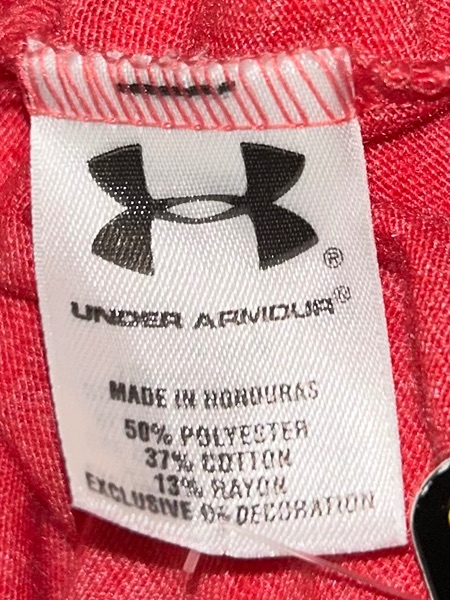 ®
UNDER ARMOUR®
MADE IN HONDURAS
50% POLYESTER
37% COTTON
13% RAYON
EXCLUSIVE OF DECORATION